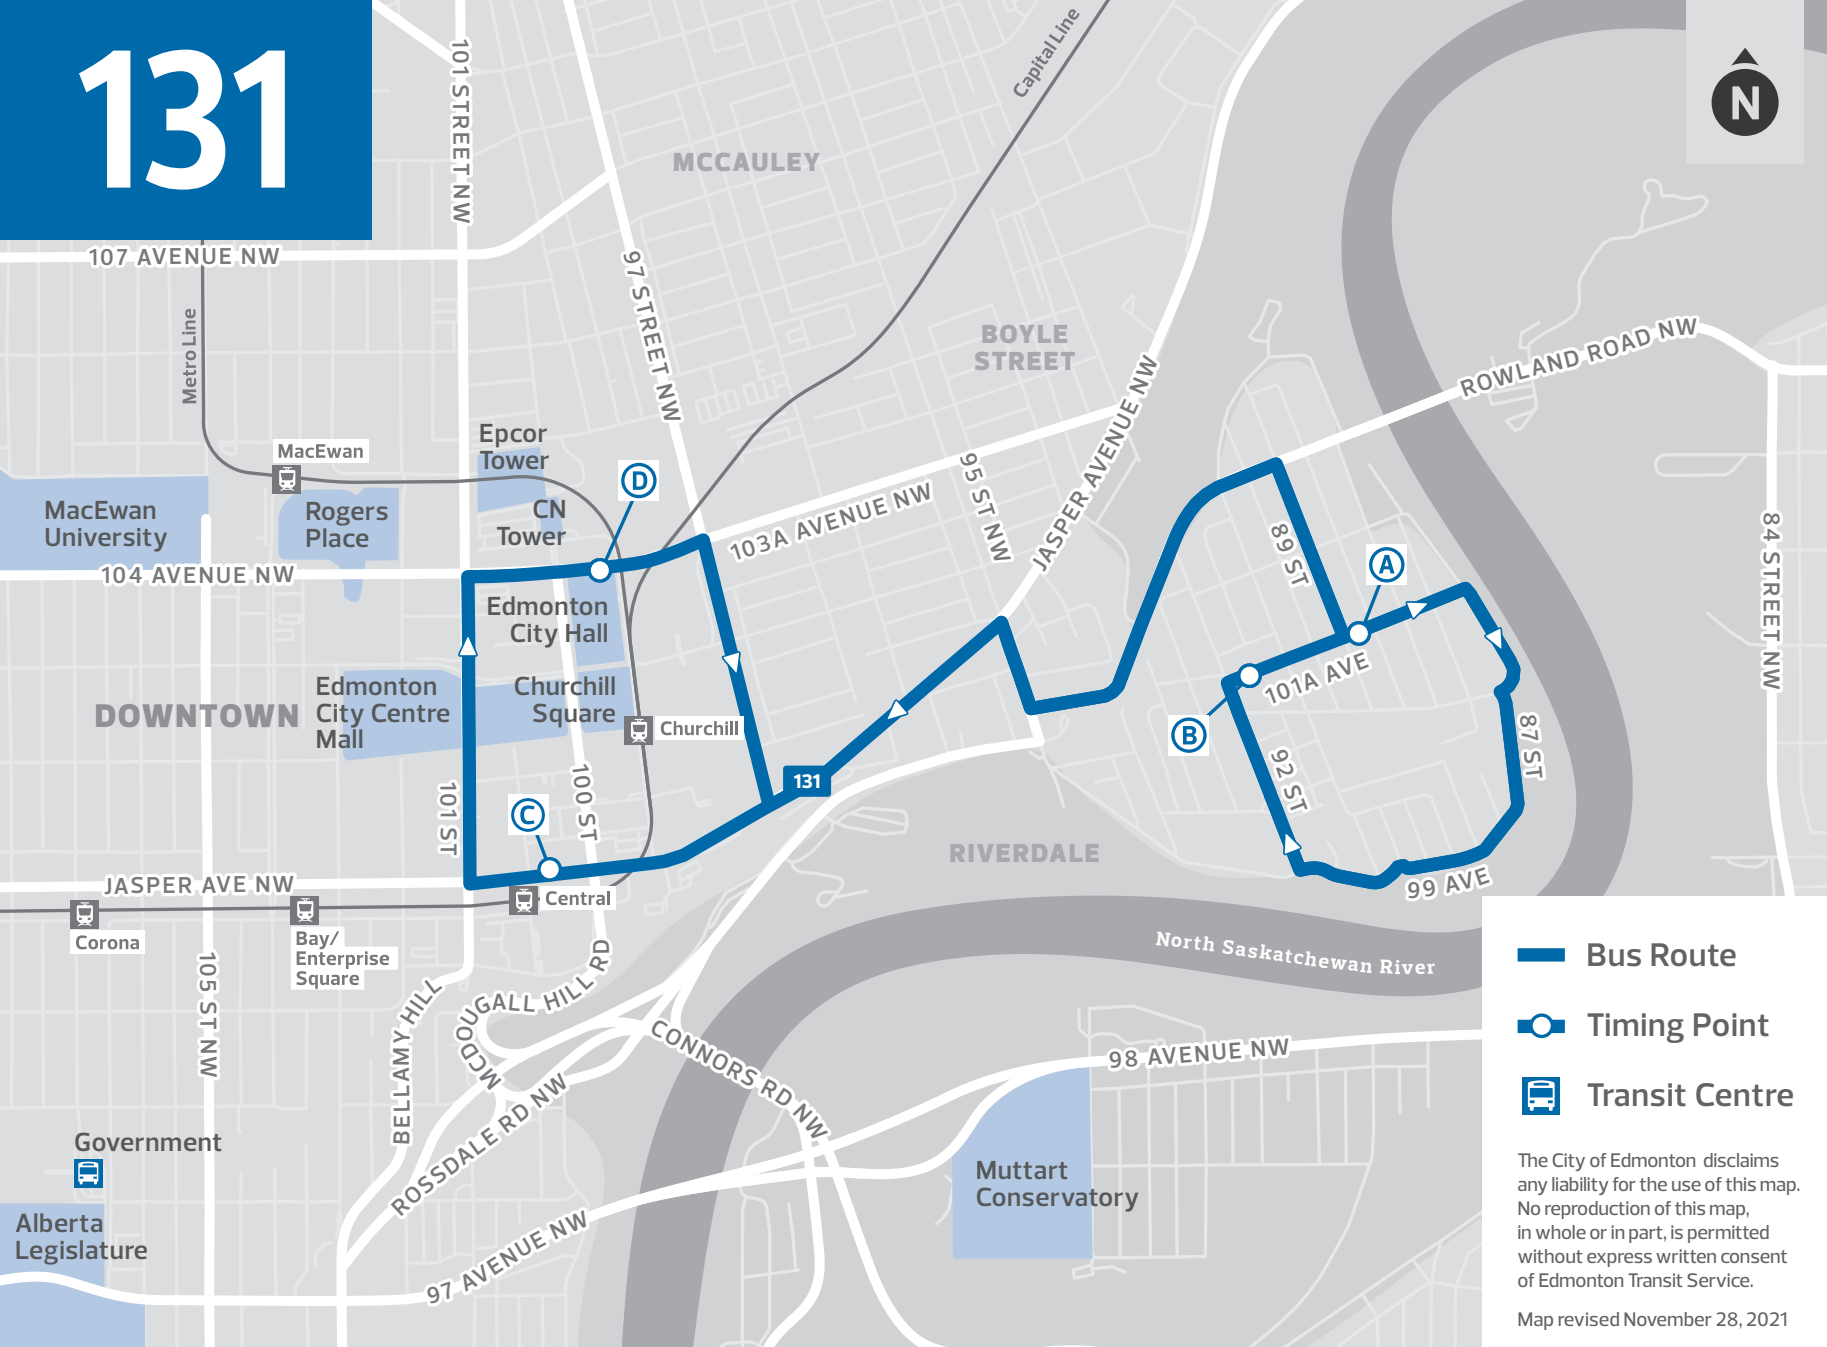 131
N
Capital Line
101 STREET NW
MCCAULEY
107 AVENUE NW
97 STREET NW
Metro Line
BOYLE
STREET
ROWLAND ROAD NW
JASPER AVENUE NW
MacEwan
Epcor
Tower
D
MacEwan
University
Rogers
Place
CN
Tower
103A AVENUE NW
95 ST NW
89 ST
A
84 STREET NW
104 AVENUE NW
Edmonton
City Hall
DOWNTOWN
Edmonton
City Centre
Mall
Churchill
Square
Churchill
101A AVE
B
87 ST
131
92 ST
101 ST
100 ST
C
RIVERDALE
99 AVE
JASPER AVE NW
Central
Corona
Bay/
Enterprise
Square
North Saskatchewan River
105 ST NW
BELLAMY HILL
MCDOUGALL HILL RD
CONNORS RD NW
98 AVENUE NW
ROSSDALE RD NW
97 AVENUE NW
Government
Alberta
Legislature
Muttart
Conservatory
Bus Route
Timing Point
Transit Centre
The City of Edmonton disclaims
any liability for the use of this map.
No reproduction of this map,
in whole or in part, is permitted
without express written consent
of Edmonton Transit Service.
Map revised November 28, 2021